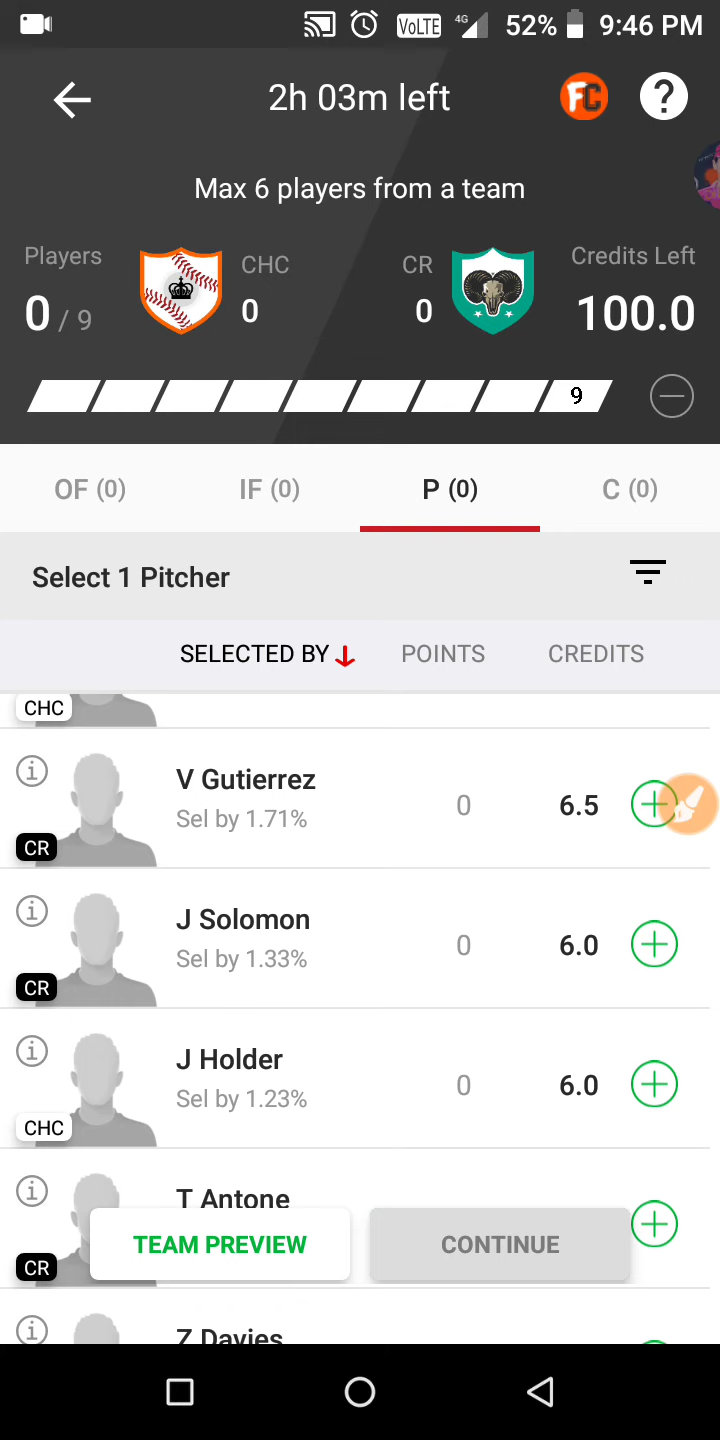 VoLTE 4G 52% 9:46 PM
2h 03m left FC ?
Max 6 players from a team
Players CHC CR Credits Left
0 / 9 0 0 100.0
9
OF (0) IF (0) P (0) C (0)
Select 1 Pitcher
SELECTED BY POINTS CREDITS
CHC
V Gutierrez
Sel by 1.71% 0 6.5
CR
J Solomon
Sel by 1.33% 0 6.0
CR
J Holder
Sel by 1.23% 0 6.0
CHC
T Antone
TEAM PREVIEW CONTINUE
CR
Z Davies